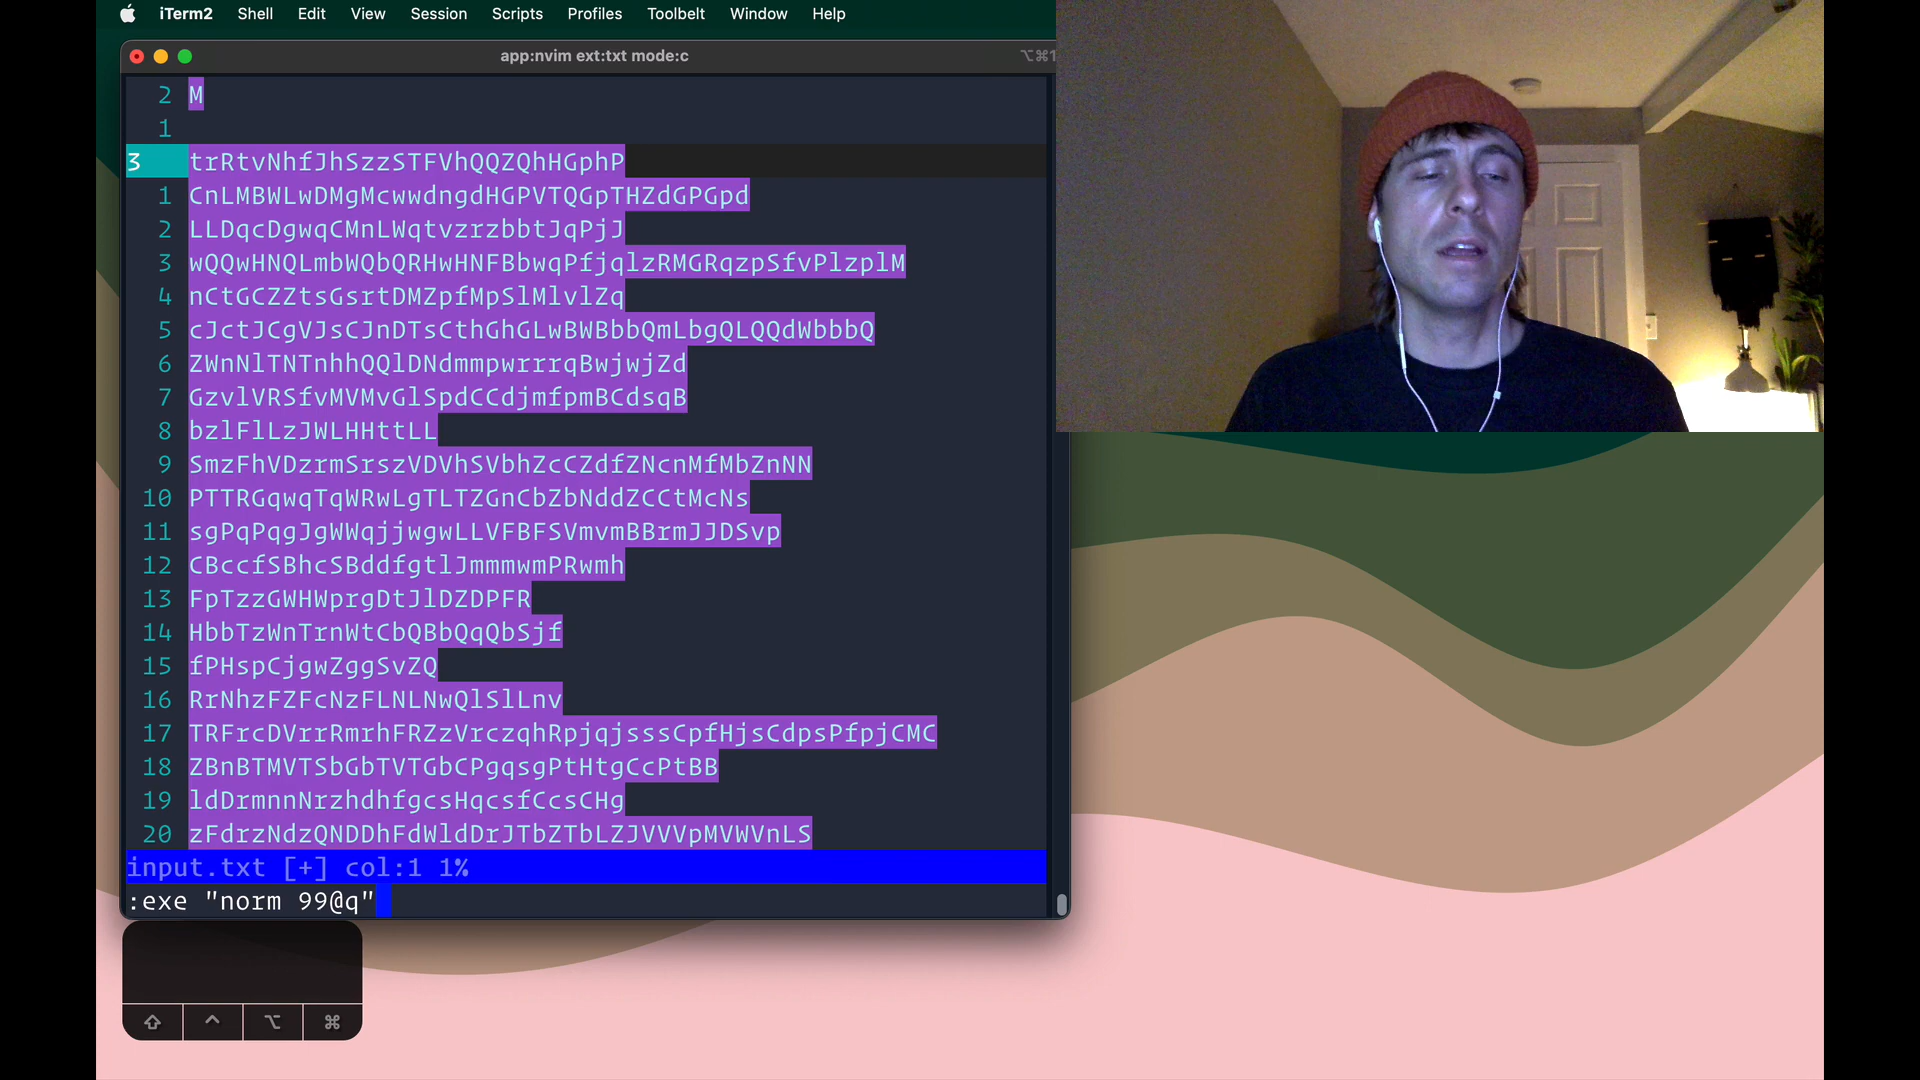 iTerm2 Shell Edit View Session Scripts Profiles Toolbelt Window Help
app:nvim ext:txt mode:c ⌥⌘1
2 M
1
3 trRtvNhfJhSzzSTFVhQQZQhHGphP
1 CnLMBWLwDMgMcwwdngdHGPVTQGpTHZdGPGpd
2 LLDqcDgwqCMnLWqtvzrzbbtJqPjJ
3 wQQwHNQLmbWQbQRHwHNFBbwqPfjqlzRMGRqzpSfvPlzplM
4 nCtGCZZtsGsrtDMZpfMpSlMlvlZq
5 cJctJCgVJsCJnDTsCthGhGLwBWBbbQmLbgQLQQdWbbbQ
6 ZWnNlTNTnhhQQlDNdmmpwrrrqBwjwjZd
7 GzvlVRSfvMVMvGlSpdCCdjmfpmBCdsqB
8 bzlFlLzJWLHHttLL
9 SmzFhVDzrmSrszVDVhSVbhZcCZdfZNcnMfMbZnNN
10 PTTRGqwqTqWRwLgTLTZGnCbZbNddZCCtMcNs
11 sgPqPqgJgWWqjjwgwLLVFBFSVmvmBBrmJJDSvp
12 CBccfSBhcSBddfgtlJmmmwmPRwmh
13 FpTzzGWHWprgDtJlDZDPFR
14 HbbTzWnTrnWtCbQBbQqQbSjf
15 fPHspCjgwZggSvZQ
16 RrNhzFZFcNzFLNLNwQlSlLnv
17 TRFrcDVrrRmrhFRZzVrczqhRpjqjsssCpfHjsCdpsPfpjCMC
18 ZBnBTMVTSbGbTVTGbCPgqsgPtHtgCcPtBB
19 ldDrmnnNrzhdhfgcsHqcsfCcsCHg
20 zFdrzNdzQNDDhFdWldDrJTbZTbLZJVVVpMVWVnLS
input.txt [+] col:1 1%
:exe "norm 99@q"